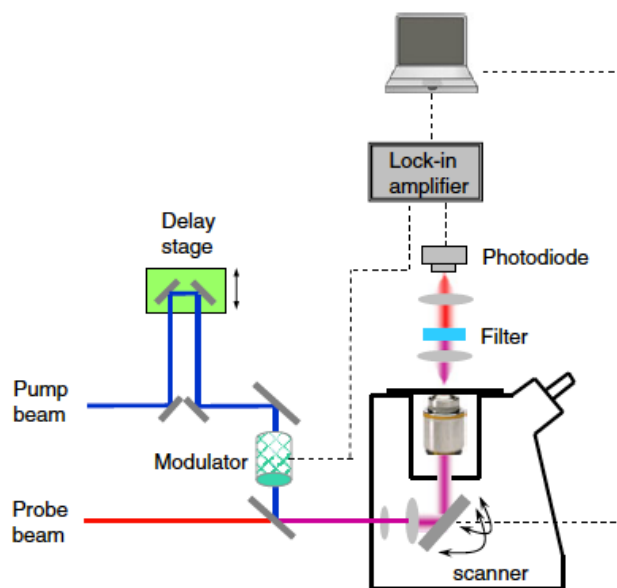 Lock-in
amplifier
Delay
stage
Photodiode
Filter
Pump
beam
Modulator
Probe
beam
scanner